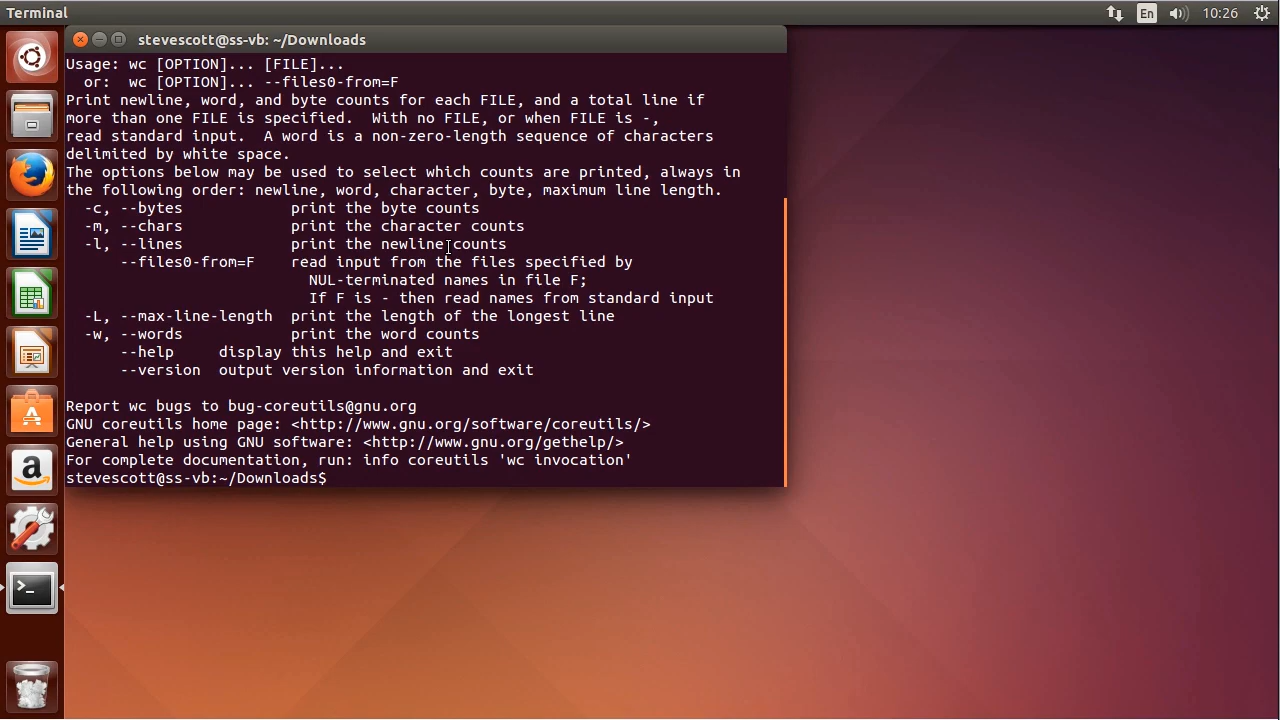 Terminal
En
10:26
stevescott@ss-vb: ~/Downloads
Usage: wc [OPTION]... [FILE]...
  or:  wc [OPTION]... --files0-from=F
Print newline, word, and byte counts for each FILE, and a total line if
more than one FILE is specified.  With no FILE, or when FILE is -,
read standard input.  A word is a non-zero-length sequence of characters
delimited by white space.
The options below may be used to select which counts are printed, always in
the following order: newline, word, character, byte, maximum line length.
  -c, --bytes            print the byte counts
  -m, --chars            print the character counts
  -l, --lines            print the newline counts
      --files0-from=F    read input from the files specified by
                           NUL-terminated names in file F;
                           If F is - then read names from standard input
  -L, --max-line-length  print the length of the longest line
  -w, --words            print the word counts
      --help     display this help and exit
      --version  output version information and exit

Report wc bugs to bug-coreutils@gnu.org
GNU coreutils home page: <http://www.gnu.org/software/coreutils/>
General help using GNU software: <http://www.gnu.org/gethelp/>
For complete documentation, run: info coreutils 'wc invocation'
stevescott@ss-vb:~/Downloads$